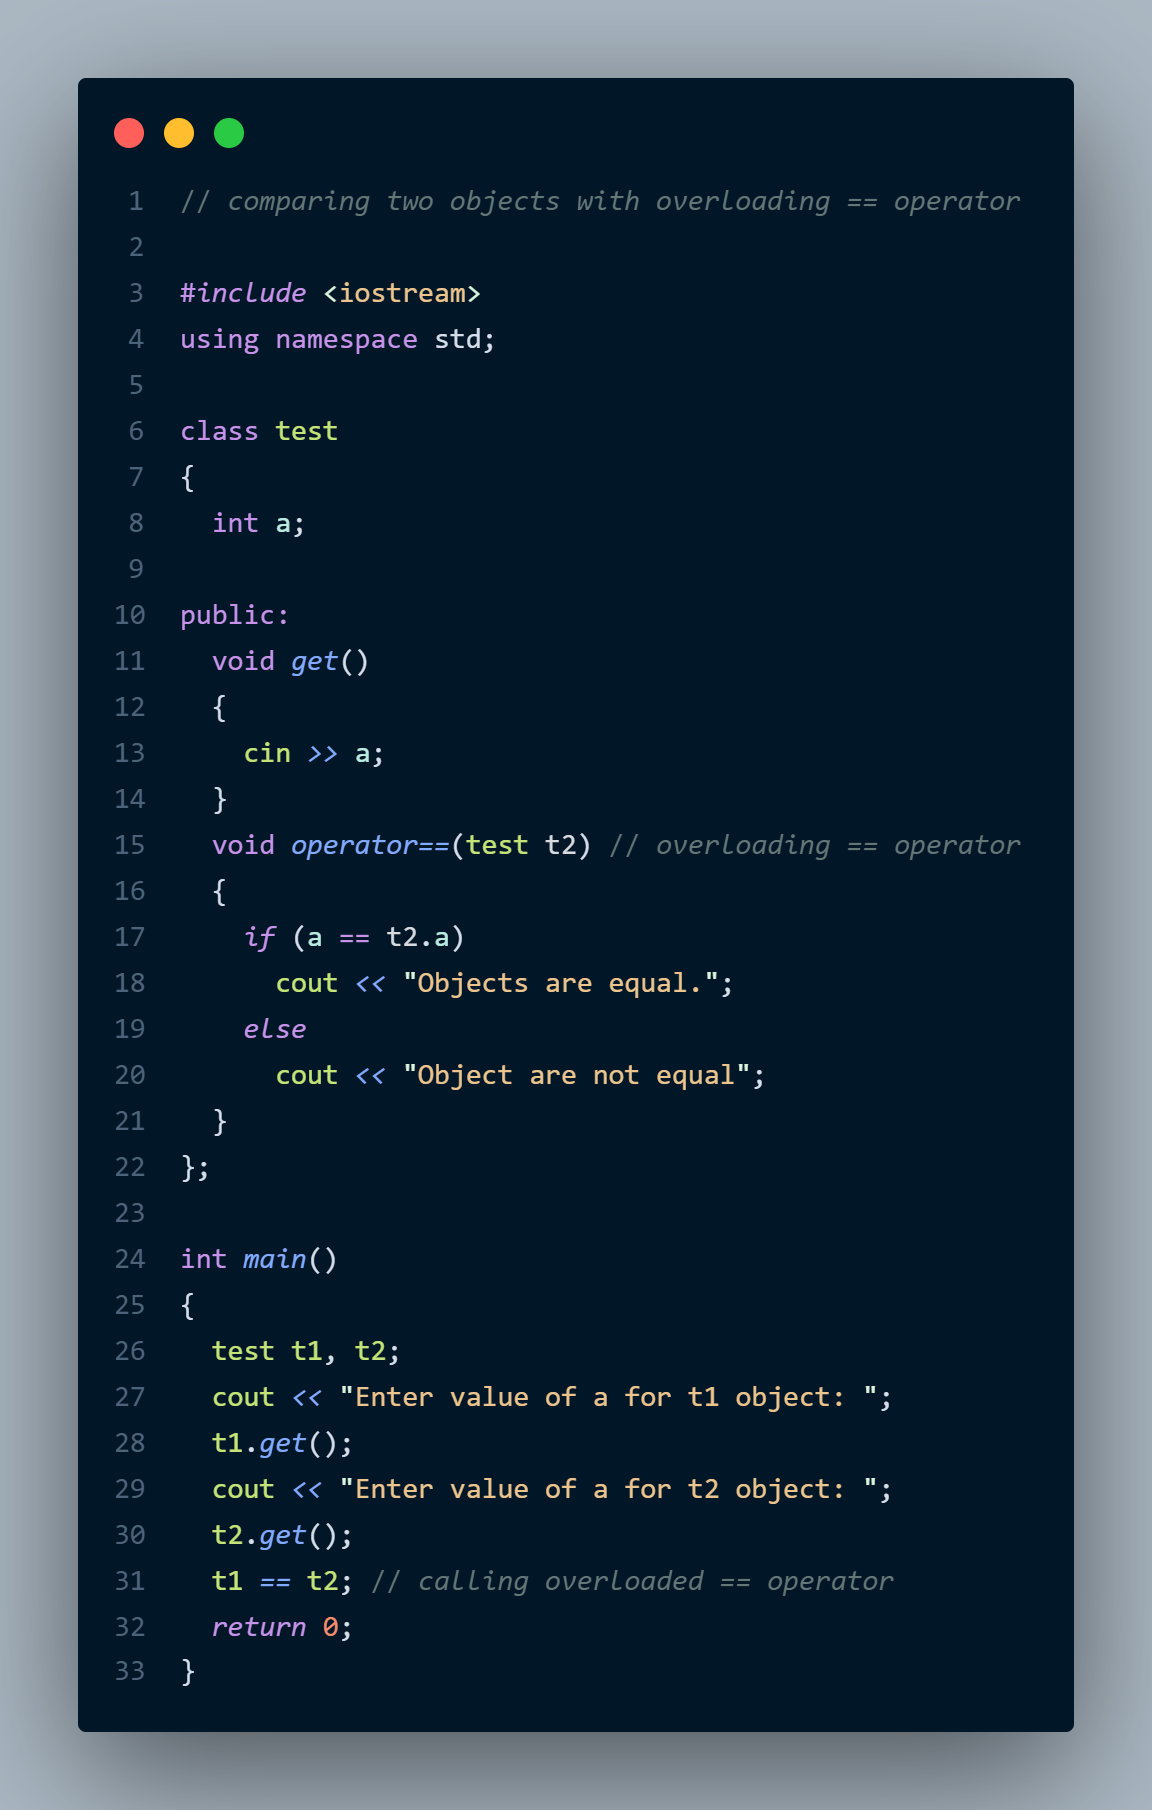 1 // comparing two objects with overloading == operator
2
3 #include <iostream>
4 using namespace std;
5
6 class test
7 {
8   int a;
9
10 public:
11   void get()
12   {
13     cin >> a;
14   }
15   void operator==(test t2) // overloading == operator
16   {
17     if (a == t2.a)
18       cout << "Objects are equal.";
19     else
20       cout << "Object are not equal";
21   }
22 };
23
24 int main()
25 {
26   test t1, t2;
27   cout << "Enter value of a for t1 object: ";
28   t1.get();
29   cout << "Enter value of a for t2 object: ";
30   t2.get();
31   t1 == t2; // calling overloaded == operator
32   return 0;
33 }